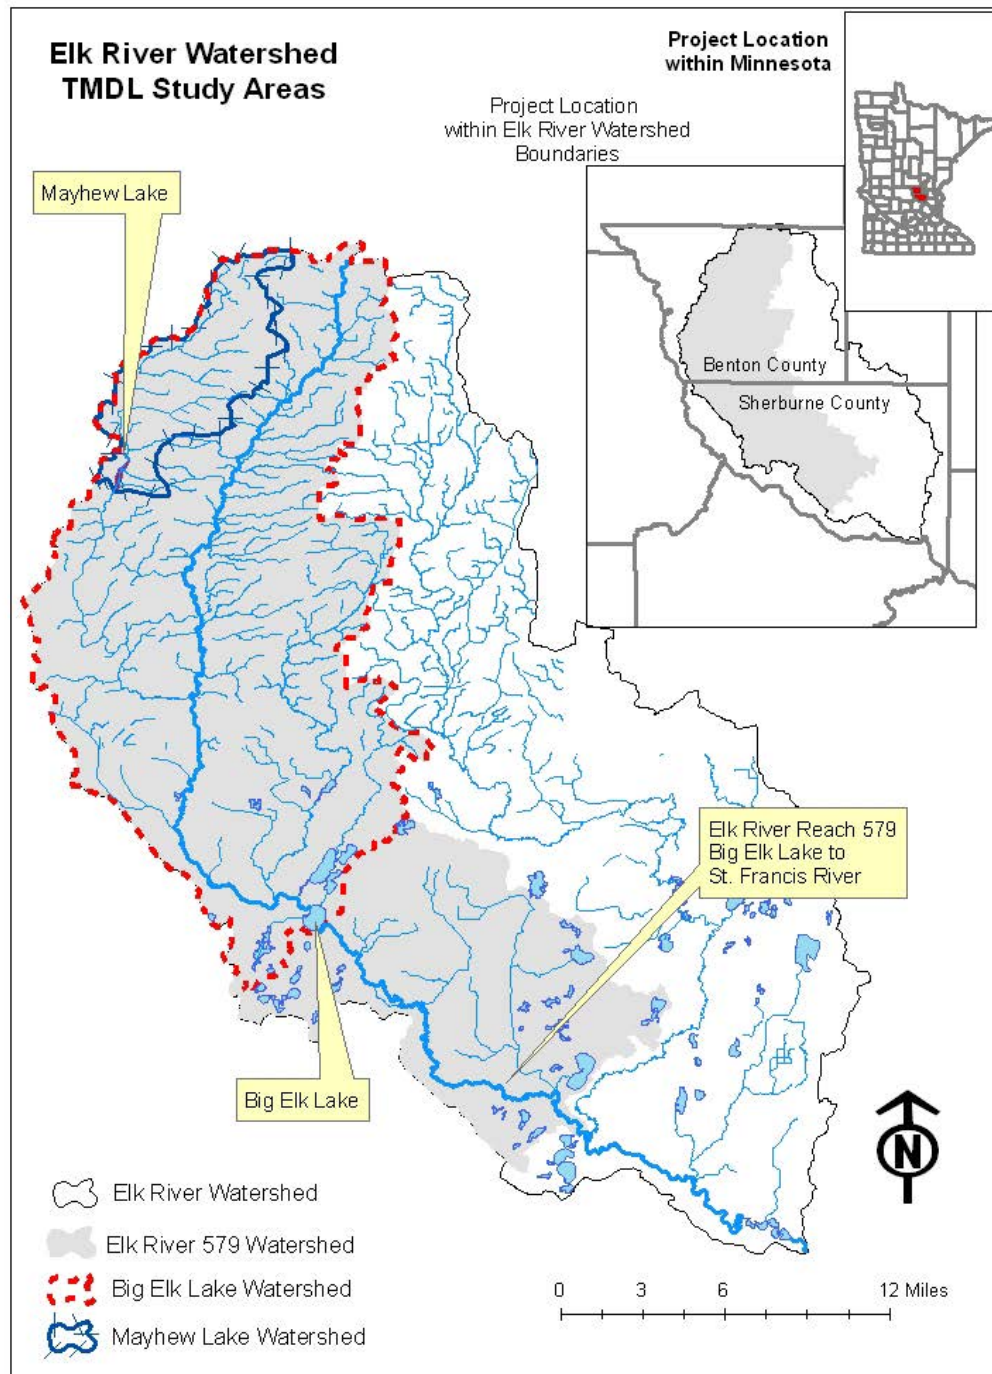 Elk River Watershed
TMDL Study Areas
Project Location
within Minnesota
Project Location
within Elk River Watershed
Boundaries
Mayhew Lake
Benton County
Sherburne County
Elk River Reach 579
Big Elk Lake to
St. Francis River
Big Elk Lake
N
Elk River Watershed
Elk River 579 Watershed
Big Elk Lake Watershed
Mayhew Lake Watershed
0 3 6 12 Miles